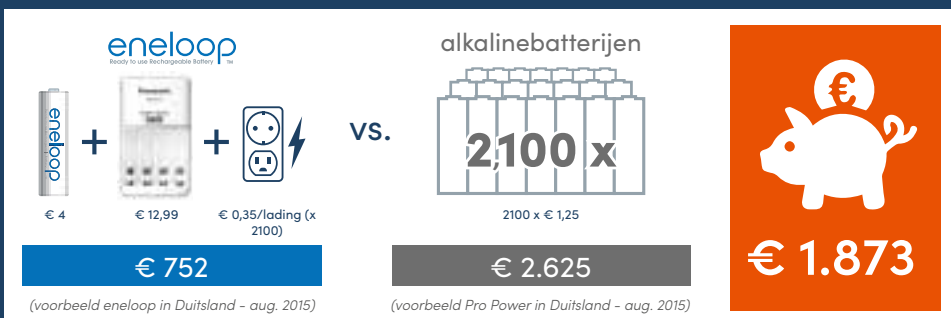 eneloop
Ready to use Rechargeable Battery TM
eneloop
Panasonic
€ 4
€ 12,99
€ 0,35/lading (x
2100)
€ 752
(voorbeeld eneloop in Duitsland - aug. 2015)
vs.
alkalinebatterijen
2,100 x
2100 x € 1,25
€ 2.625
(voorbeeld Pro Power in Duitsland - aug. 2015)
€
€ 1.873